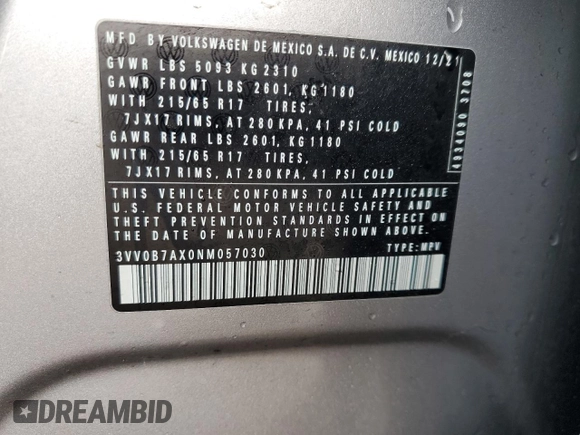 MFD BY VOLKSWAGEN DE MEXICO S.A. DE C.V. MEXICO 12/21
GVWR LBS 5093 KG 2310
GAWR FRONT LBS 2601, KG 1180
WITH 215/65 R17 TIRES,
7JX17 RIMS, AT 280 KPA, 41 PSI COLD
GAWR REAR LBS 2601, KG 1180
WITH 215/65 R17 TIRES,
7JX17 RIMS, AT 280 KPA, 41 PSI COLD
THIS VEHICLE CONFORMS TO ALL APPLICABLE
U.S. FEDERAL MOTOR VEHICLE SAFETY AND
THEFT PREVENTION STANDARDS IN EFFECT ON
THE DATE OF MANUFACTURE SHOWN ABOVE.
3VV0B7AX0NM057030 TYPE: MPV
4934090 3708
DREAMBID